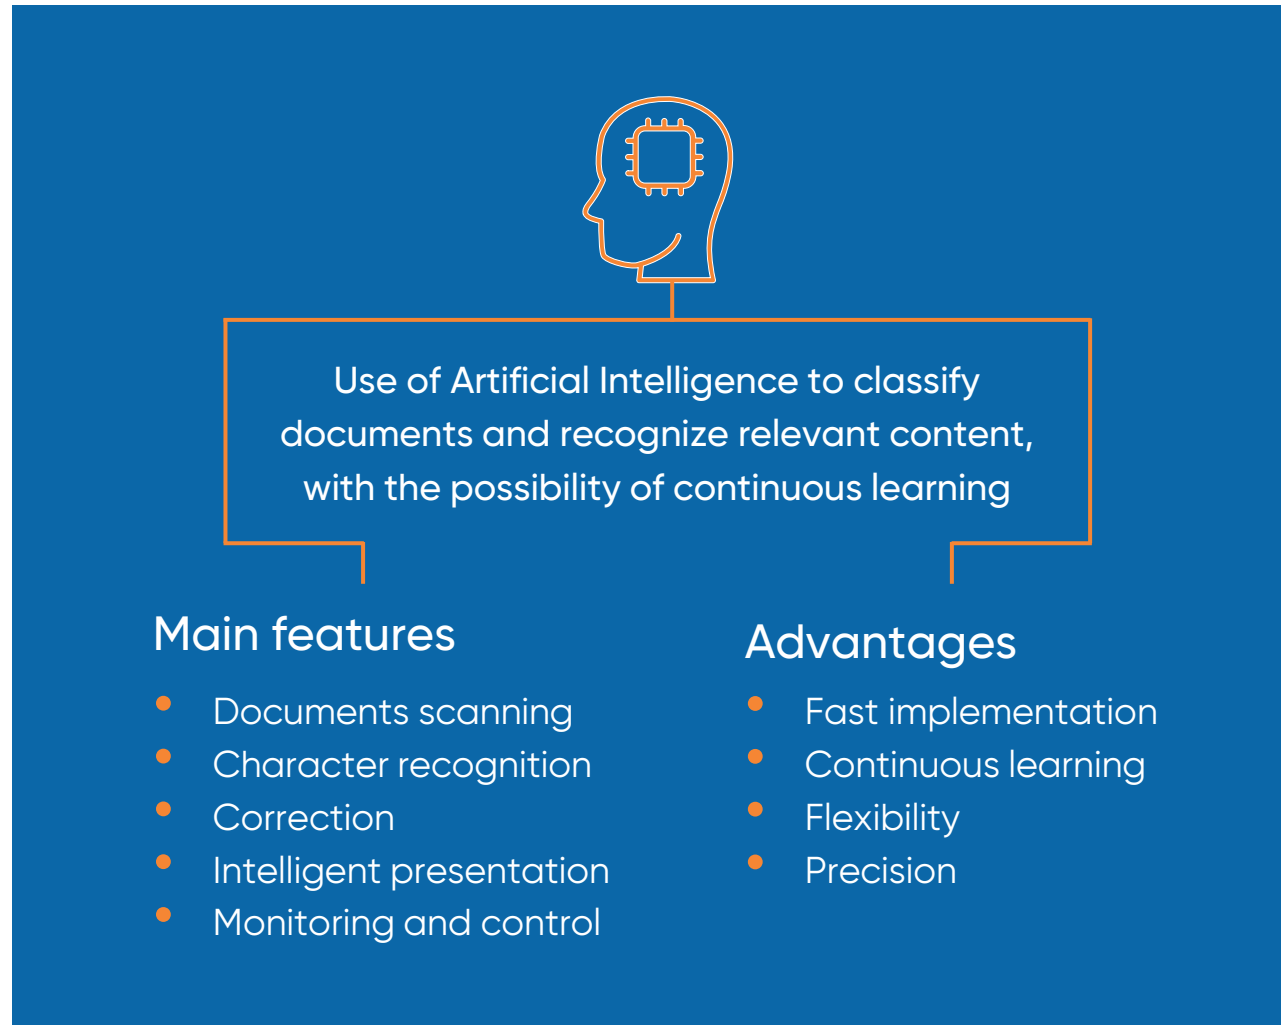 Use of Artificial Intelligence to classify
documents and recognize relevant content,
with the possibility of continuous learning
Main features
Documents scanning
Character recognition
Correction
Intelligent presentation
Monitoring and control
Advantages
Fast implementation
Continuous learning
Flexibility
Precision